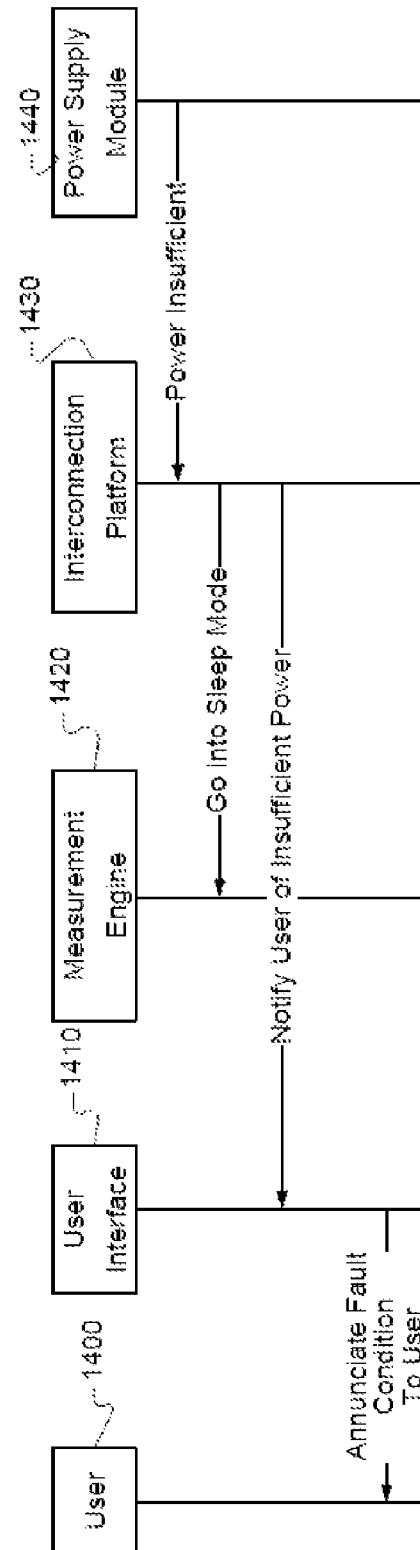 1400
1410
1420
1430
1440
User
User
Interface
Measurement
Engine
Interconnection
Platform
Power Supply
Module
Power Insufficient
Go into Sleep Mode
Notify User of Insufficient Power
Annunciate Fault
Condition
To User